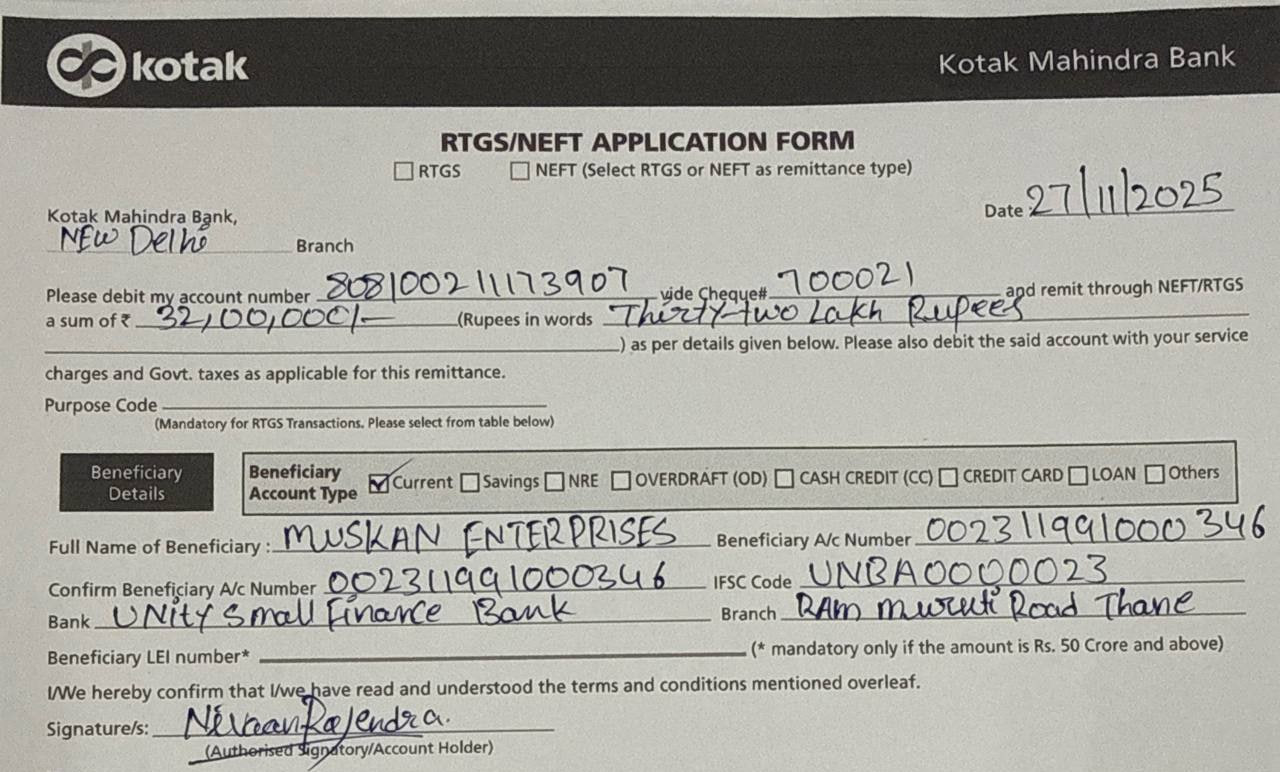 kotak
Kotak Mahindra Bank
RTGS/NEFT APPLICATION FORM
RTGS NEFT (Select RTGS or NEFT as remittance type)
Date 27/11/2025
Kotak Mahindra Bank,
NEW Delhi Branch
Please debit my account number 808100211173907 vide Cheque# 700021 and remit through NEFT/RTGS
a sum of ₹ 32,00,000/- (Rupees in words Thirty-two Lakh Rupees
) as per details given below. Please also debit the said account with your service
charges and Govt. taxes as applicable for this remittance.
Purpose Code
(Mandatory for RTGS Transactions. Please select from table below)
Beneficiary Details
Beneficiary Account Type Current Savings NRE OVERDRAFT (OD) CASH CREDIT (CC) CREDIT CARD LOAN Others
Full Name of Beneficiary : MUSKAN ENTERPRISES Beneficiary A/c Number 002311991000346
Confirm Beneficiary A/c Number 002311991000346 IFSC Code UNBA0000023
Bank UNity Small Finance Bank Branch RAm muruti Road Thane
Beneficiary LEI number* (* mandatory only if the amount is Rs. 50 Crore and above)
I/We hereby confirm that I/we have read and understood the terms and conditions mentioned overleaf.
Signature/s: Nivaan Rajendra.
(Authorised Signatory/Account Holder)